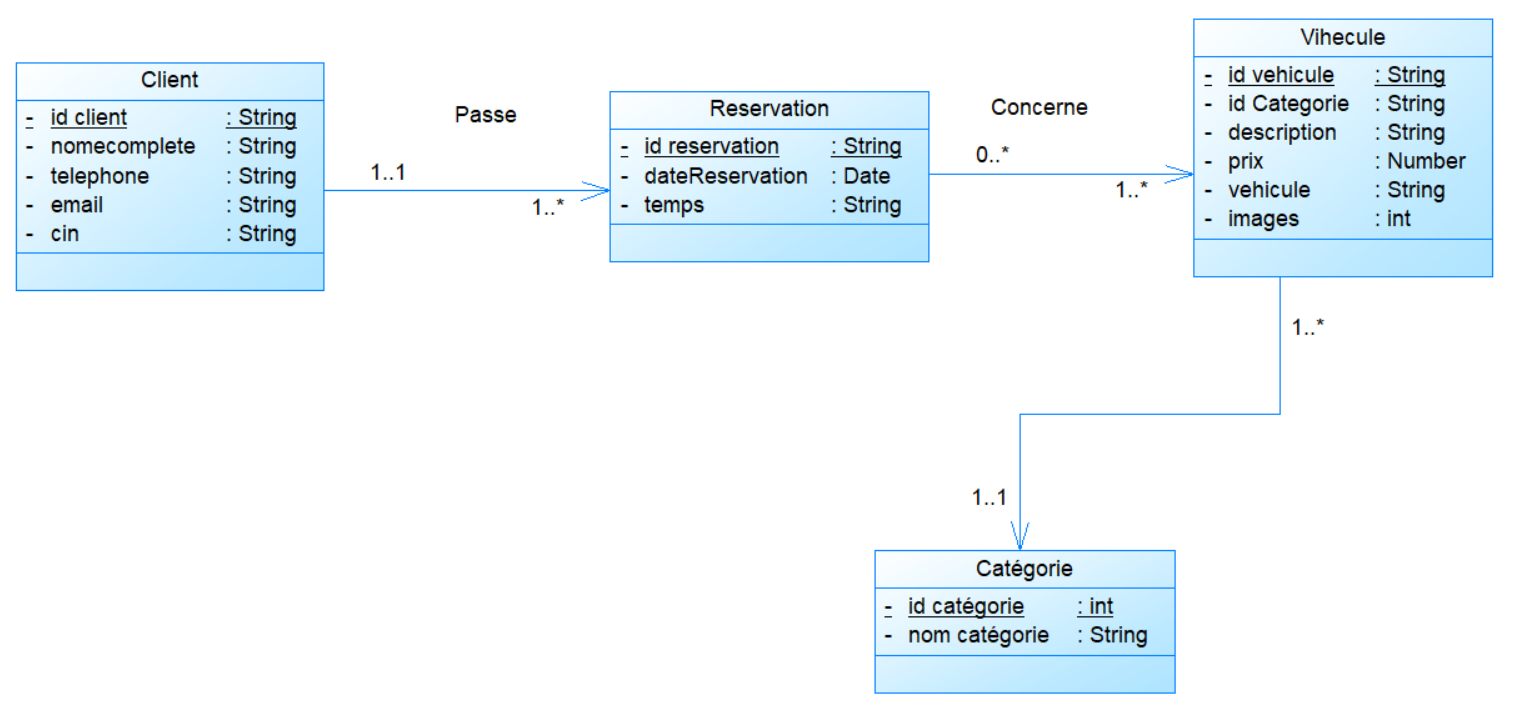 Client
- id client : String
- nomecomplete : String
- telephone : String
- email : String
- cin : String
Passe
1..1
1..*
Reservation
- id reservation : String
- dateReservation : Date
- temps : String
Concerne
0..*
1..*
Vihecule
- id vehicule : String
- id Categorie : String
- description : String
- prix : Number
- vehicule : String
- images : int
1..*
1..1
Catégorie
- id catégorie : int
- nom catégorie : String